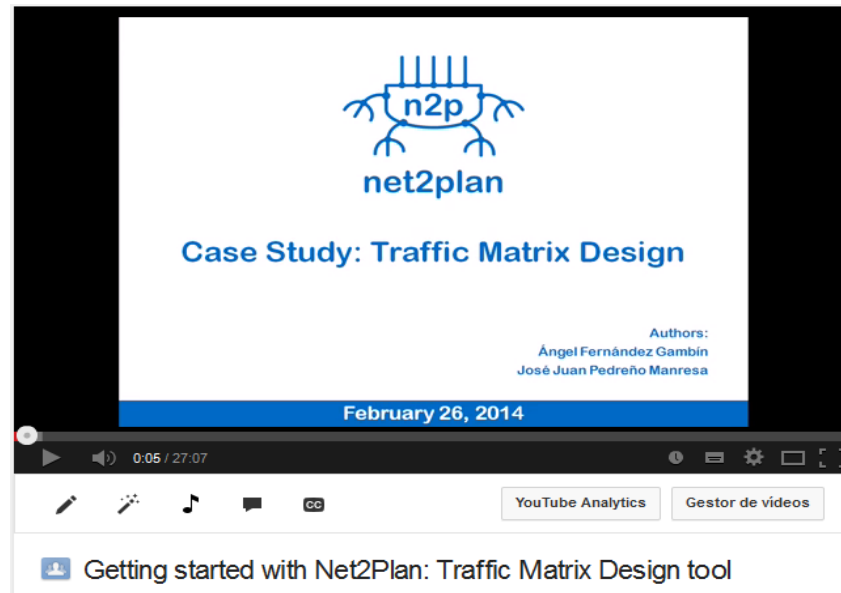 n2p
net2plan
Case Study: Traffic Matrix Design
Authors:
Ángel Fernández Gambín
José Juan Pedreño Manresa
February 26, 2014
0:05 / 27:07
CC
YouTube Analytics
Gestor de vídeos
Getting started with Net2Plan: Traffic Matrix Design tool